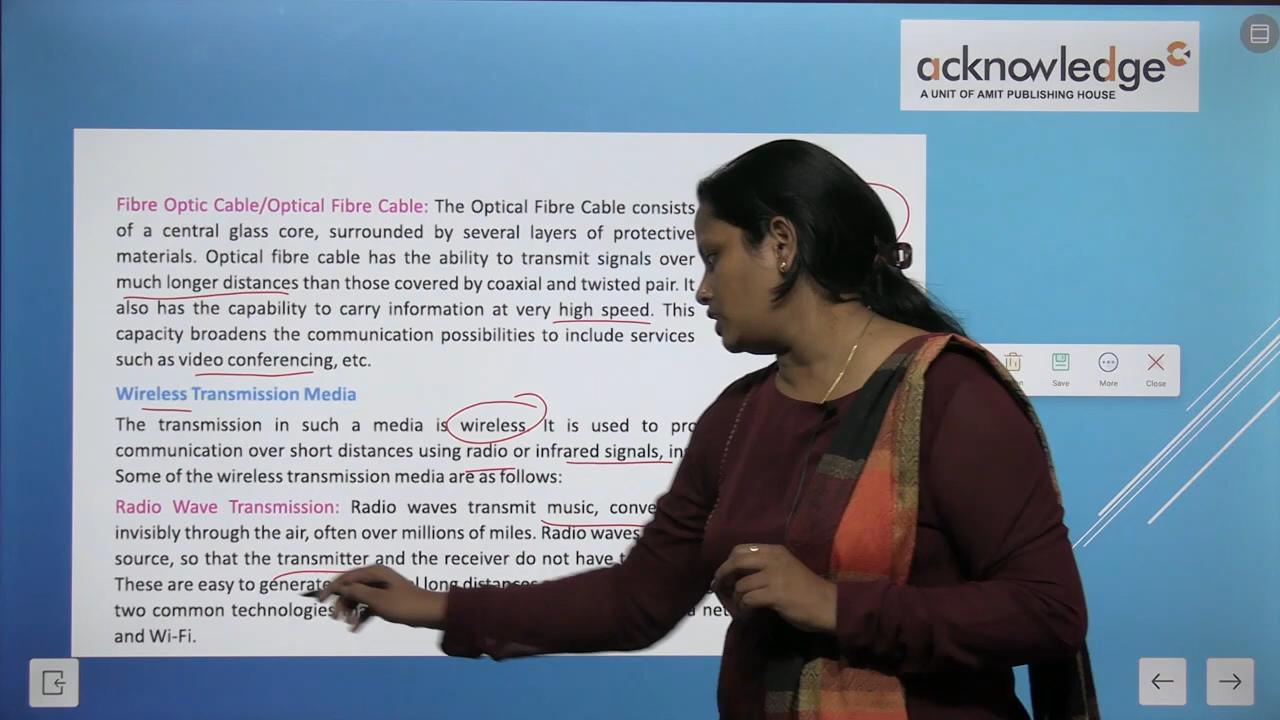 acknowledge
A UNIT OF AMIT PUBLISHING HOUSE
Fibre Optic Cable/Optical Fibre Cable: The Optical Fibre Cable consists
of a central glass core, surrounded by several layers of protective
materials. Optical fibre cable has the ability to transmit signals over
much longer distances than those covered by coaxial and twisted pair. It
also has the capability to carry information at very high speed. This
capacity broadens the communication possibilities to include services
such as video conferencing, etc.
Save
More
Close
Wireless Transmission Media
The transmission in such a media is wireless It is used to
communication over short distances using radio or infrared signals,
Some of the wireless transmission media are as follows:
Radio Wave Transmission: Radio waves transmit music,
invisibly through the air, often over millions of miles. Radio waves
source, so that the transmitter and the receiver do not have
These are easy to generate long distances
two common technologies
and Wi-Fi.